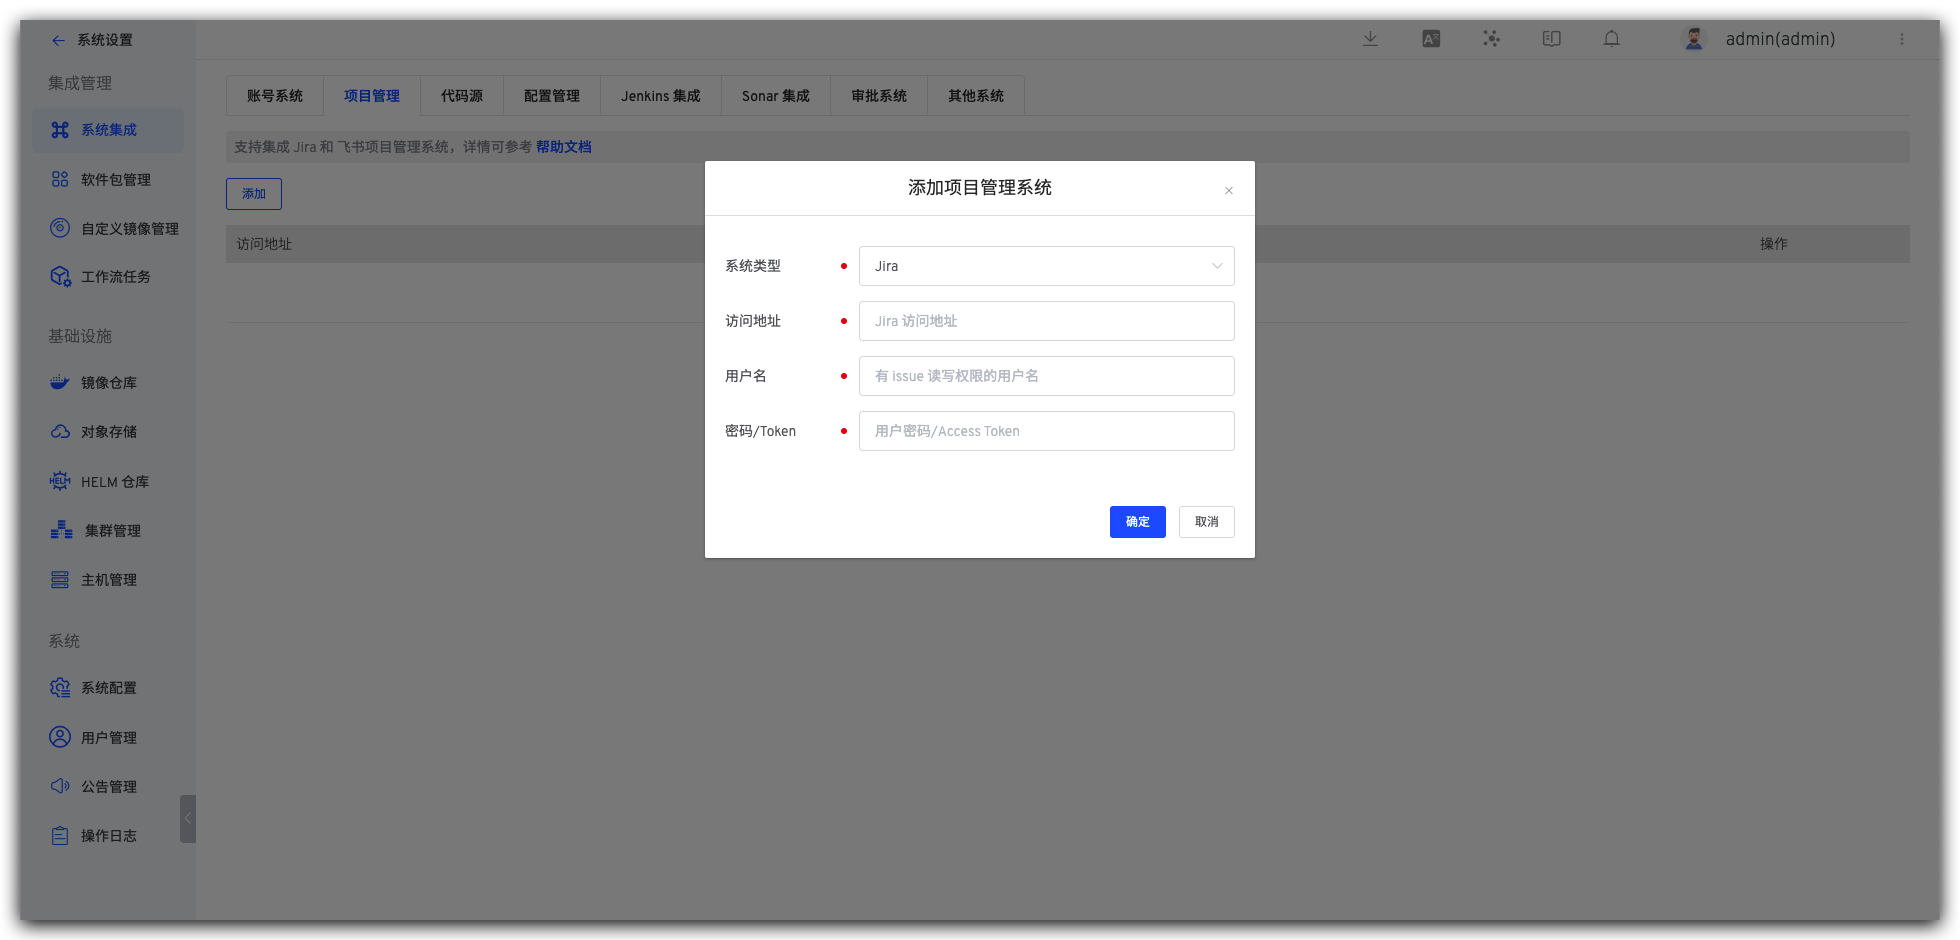 系统设置
admin(admin)
集成管理
系统集成
软件包管理
自定义镜像管理
工作流任务
基础设施
镜像仓库
对象存储
HELM 仓库
集群管理
主机管理
系统
系统配置
用户管理
公告管理
操作日志
账号系统 项目管理 代码源 配置管理 Jenkins 集成 Sonar 集成 审批系统 其他系统
支持集成 Jira 和 飞书项目管理系统，详情可参考 帮助文档
添加
访问地址 操作
添加项目管理系统
系统类型 Jira
访问地址 Jira 访问地址
用户名 有 issue 读写权限的用户名
密码/Token 用户密码/Access Token
确定 取消